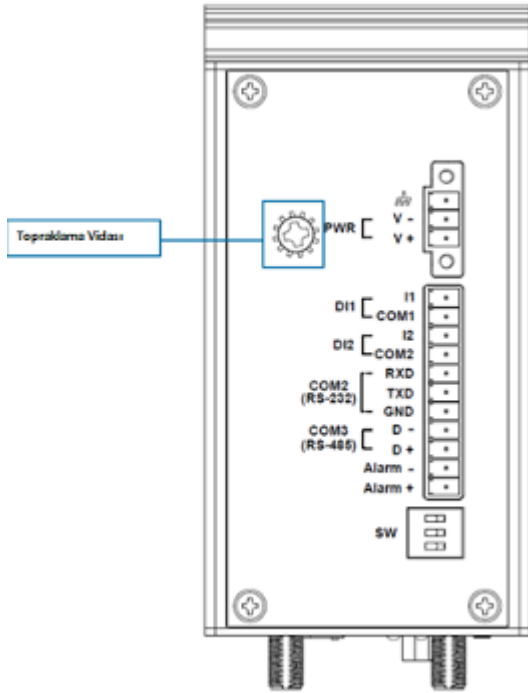 Topraklama Vidası
PWR
V -
V +
DI1
I1
COM1
DI2
I2
COM2
COM2
(RS-232)
RXD
TXD
GND
COM3
(RS-485)
D -
D +
Alarm -
Alarm +
SW